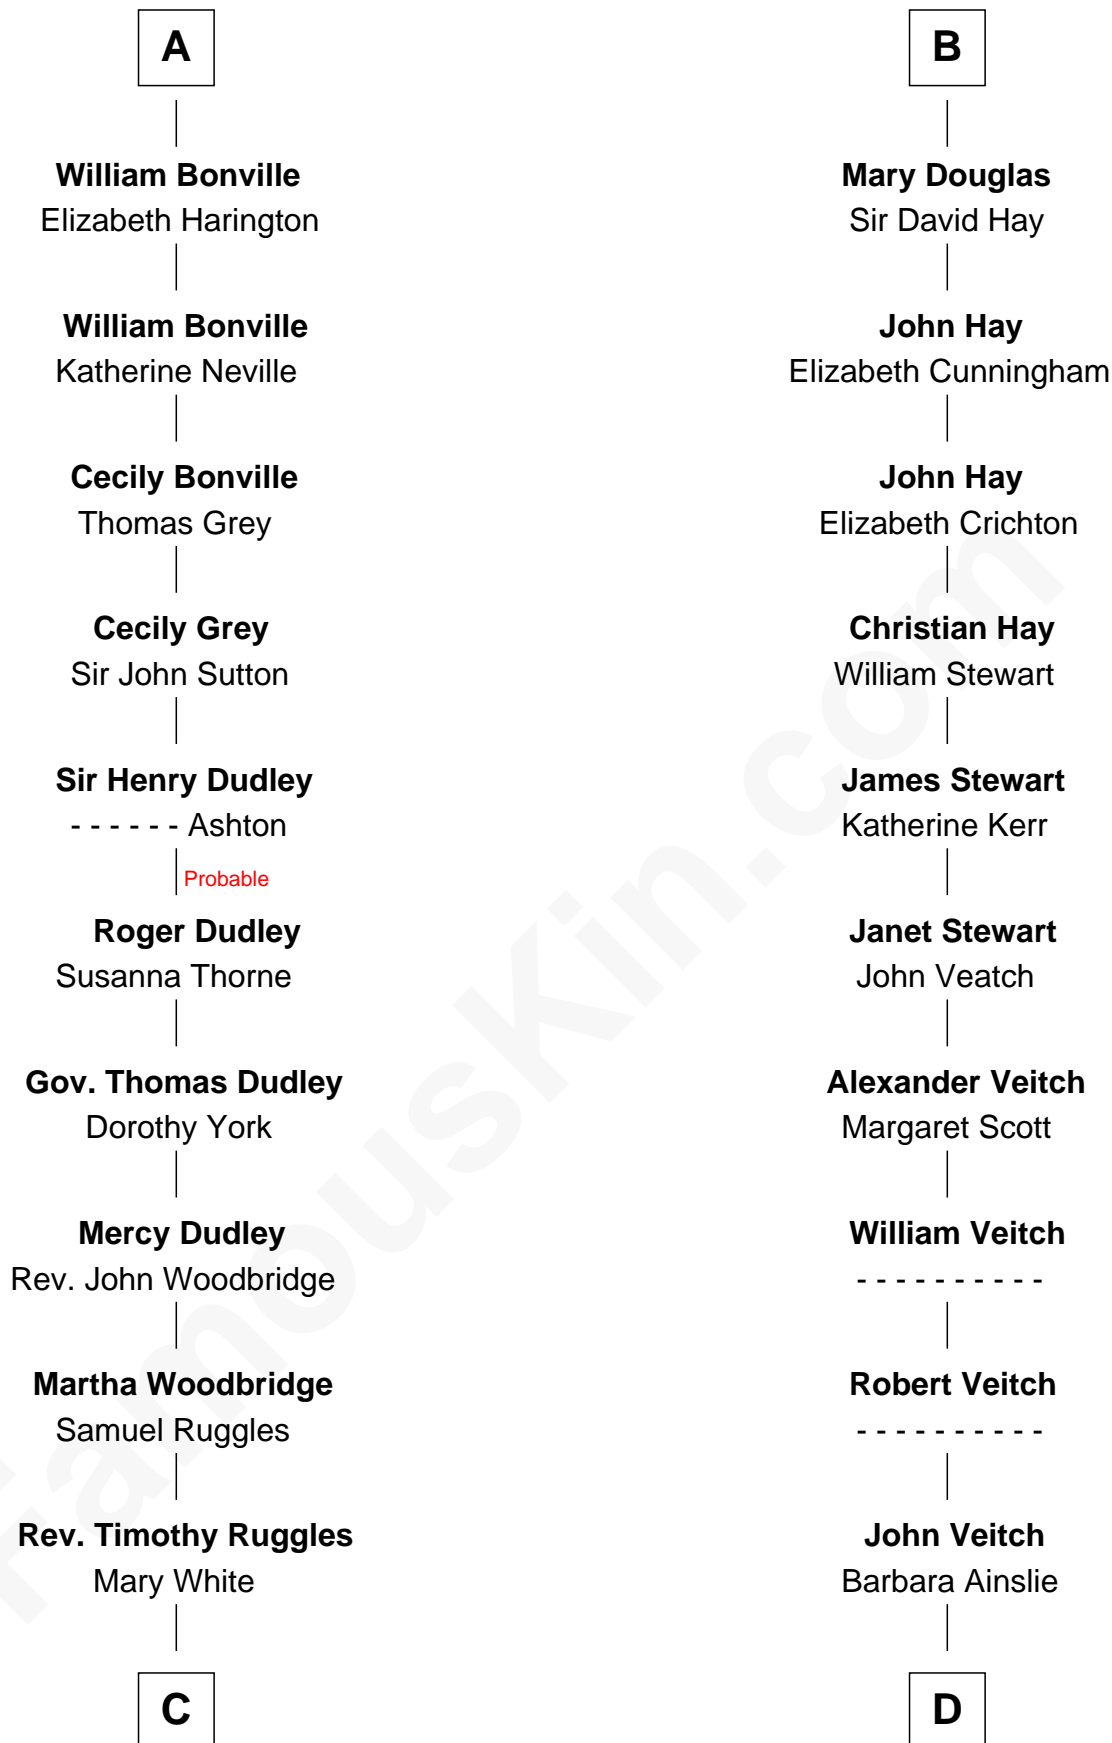 A
William Bonville
Elizabeth Harington
William Bonville
Katherine Neville
Cecily Bonville
Thomas Grey
Cecily Grey
Sir John Sutton
Sir Henry Dudley
- - - - - - Ashton
Probable
Roger Dudley
Susanna Thorne
Gov. Thomas Dudley
Dorothy York
Mercy Dudley
Rev. John Woodbridge
Martha Woodbridge
Samuel Ruggles
Rev. Timothy Ruggles
Mary White
C
B
Mary Douglas
Sir David Hay
John Hay
Elizabeth Cunningham
John Hay
Elizabeth Crichton
Christian Hay
William Stewart
James Stewart
Katherine Kerr
Janet Stewart
John Veatch
Alexander Veitch
Margaret Scott
William Veitch
- - - - - - - - - -
Robert Veitch
- - - - - - - - - -
John Veitch
Barbara Ainslie
D
FamousKin.com